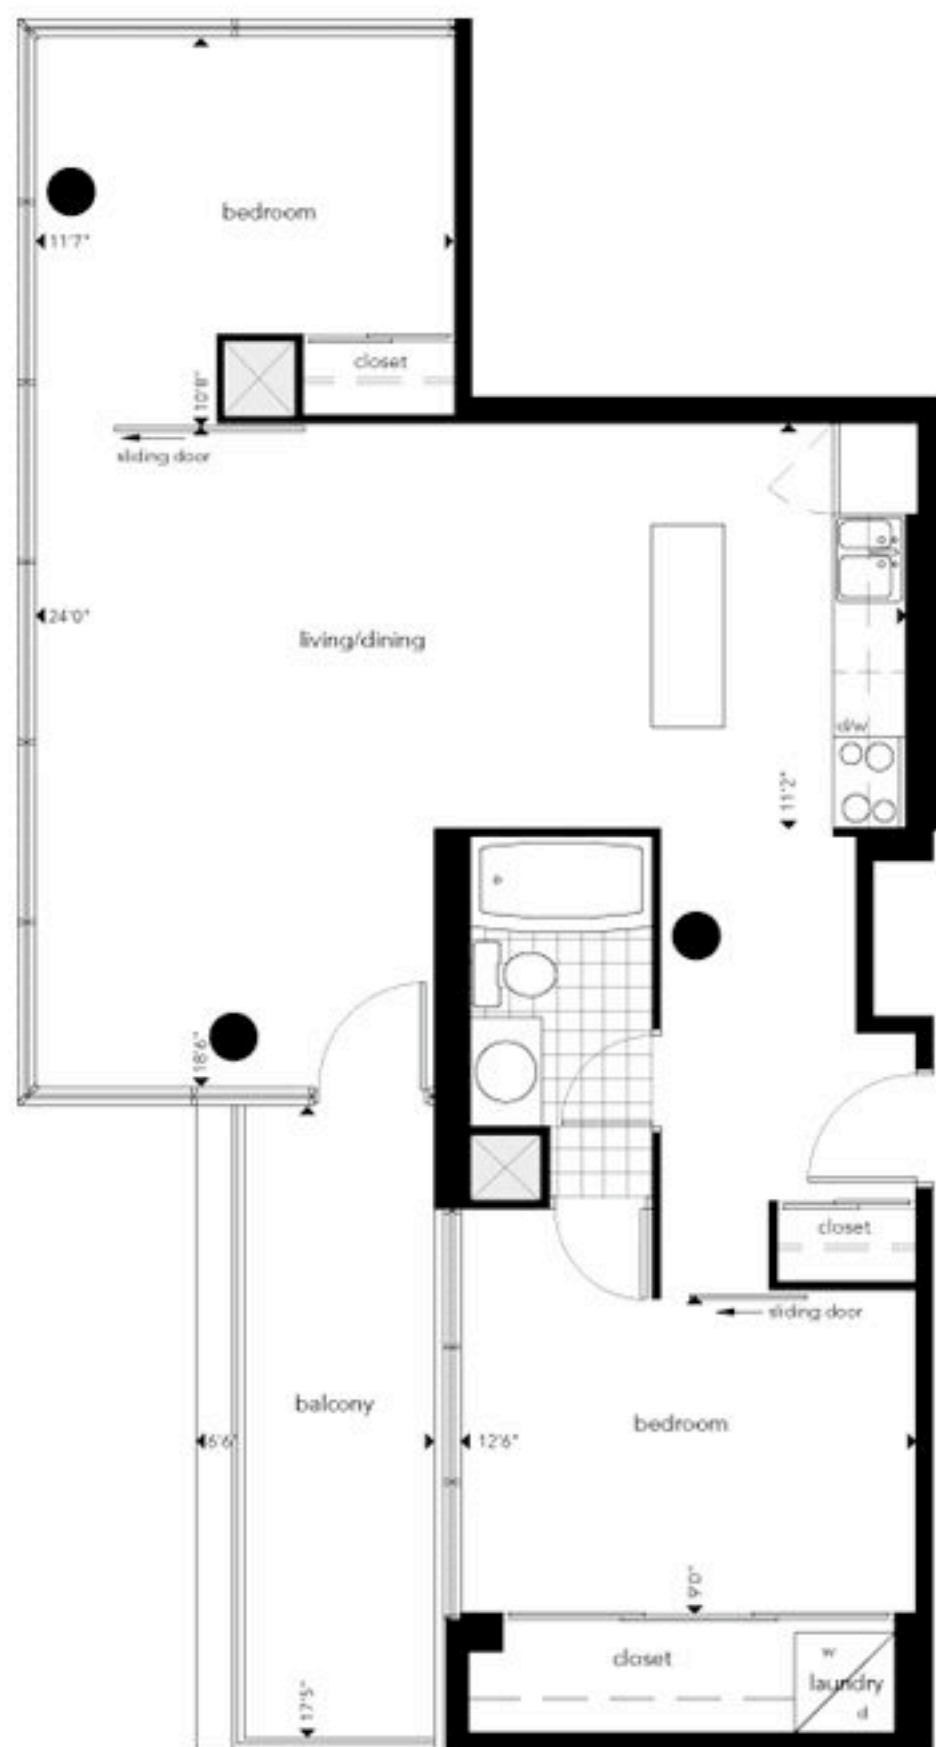 bedroom
11'7"
closet
10'8"
sliding door
24'0"
living/dining
d/w
11'2"
18'6"
closet
sliding door
balcony
bedroom
6'6"
12'6"
9'0"
closet
w
laundry
d
17'5"